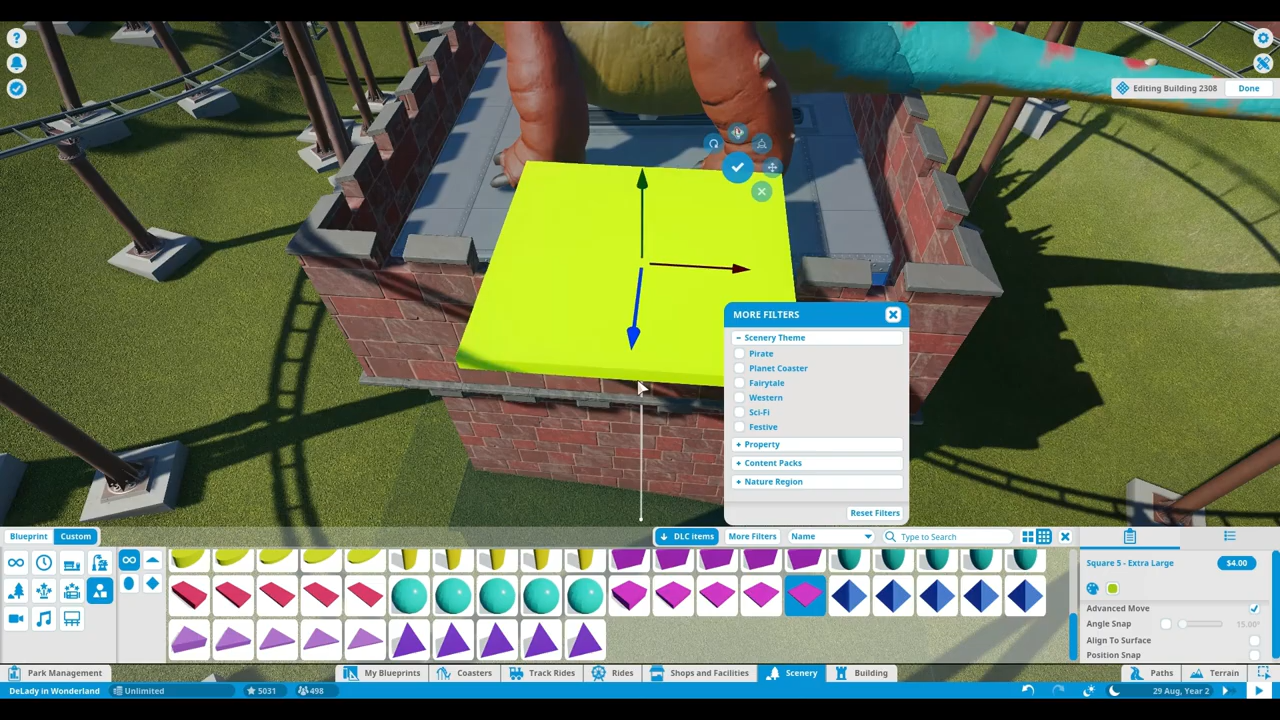 Editing Building 2308
Done
MORE FILTERS
Scenery Theme
Pirate
Planet Coaster
Fairytale
Western
Sci-Fi
Festive
Property
Content Packs
Nature Region
Reset Filters
Blueprint
Custom
DLC items
More Filters
Name
Type to Search
Square 5 - Extra Large
$4.00
Advanced Move
Angle Snap
15.00°
Align To Surface
Position Snap
Park Management
My Blueprints
Coasters
Track Rides
Rides
Shops and Facilities
Scenery
Building
Paths
Terrain
DeLady in Wonderland
Unlimited
5031
498
29 Aug, Year 2